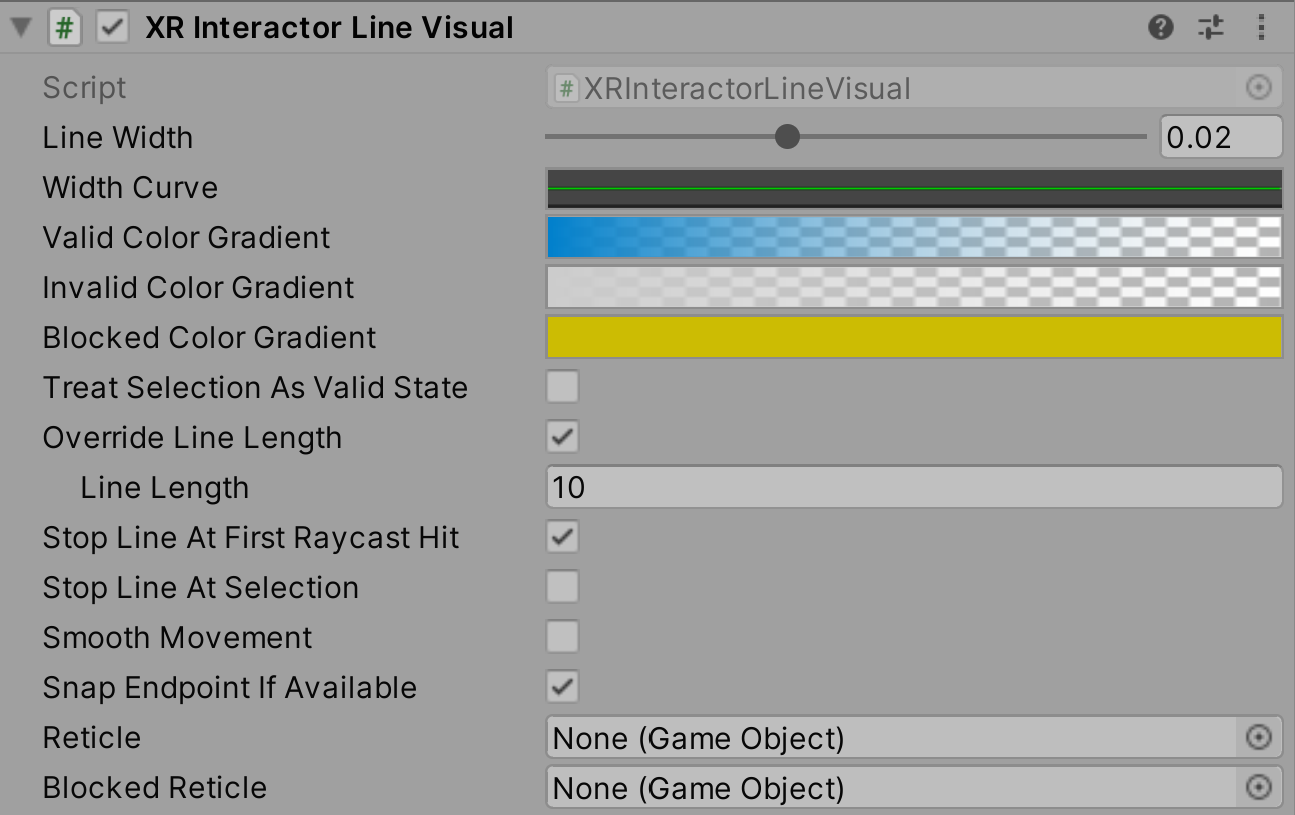 # XR Interactor Line Visual
Script # XRInteractorLineVisual
Line Width 0.02
Width Curve
Valid Color Gradient
Invalid Color Gradient
Blocked Color Gradient
Treat Selection As Valid State
Override Line Length
Line Length 10
Stop Line At First Raycast Hit
Stop Line At Selection
Smooth Movement
Snap Endpoint If Available
Reticle None (Game Object)
Blocked Reticle None (Game Object)